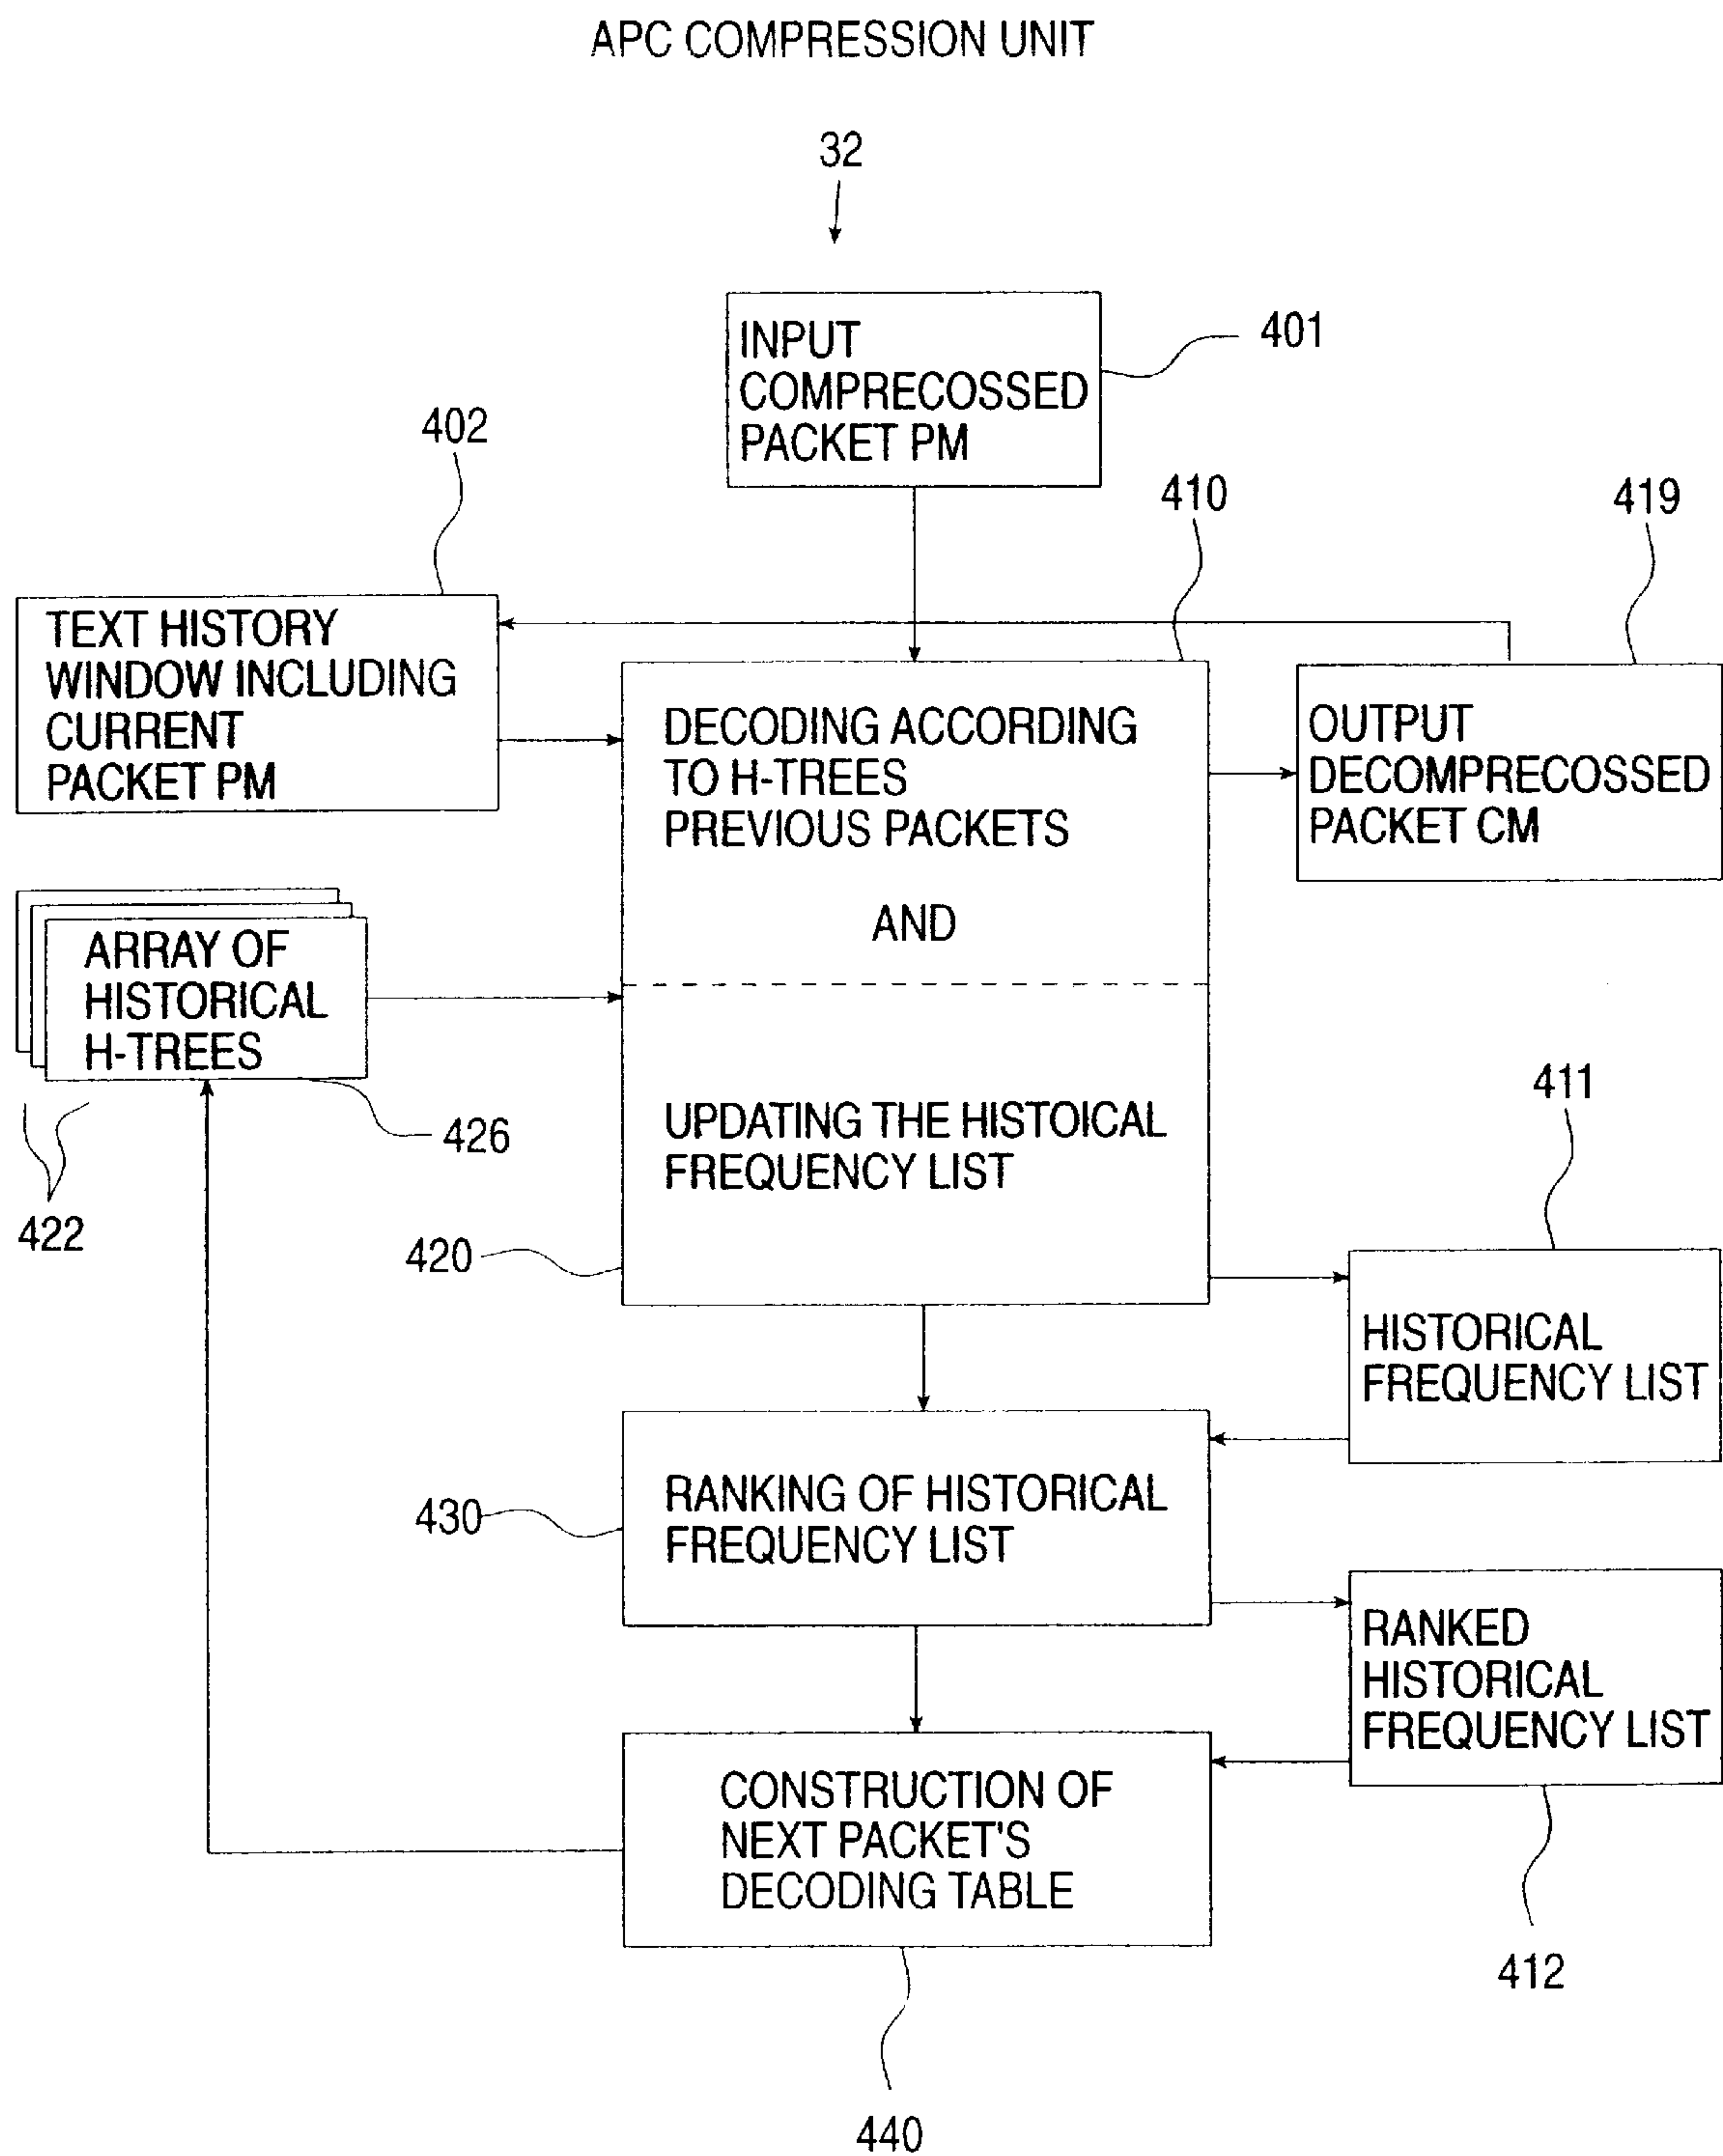 APC COMPRESSION UNIT
32
INPUT
COMPRECOSSED
PACKET PM
401
402
410
419
TEXT HISTORY
WINDOW INCLUDING
CURRENT
PACKET PM
DECODING ACCORDING
TO H-TREES
PREVIOUS PACKETS
AND
OUTPUT
DECOMPRECOSSED
PACKET CM
ARRAY OF
HISTORICAL
H-TREES
422
426
UPDATING THE HISTOICAL
FREQUENCY LIST
420
411
HISTORICAL
FREQUENCY LIST
430
RANKING OF HISTORICAL
FREQUENCY LIST
RANKED
HISTORICAL
FREQUENCY LIST
412
CONSTRUCTION OF
NEXT PACKET'S
DECODING TABLE
440